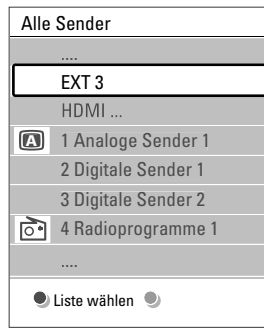 Alle Sender
....
EXT 3
HDMI ...
A 1 Analoge Sender 1
2 Digitale Sender 1
3 Digitale Sender 2
4 Radioprogramme 1
....
Liste wählen